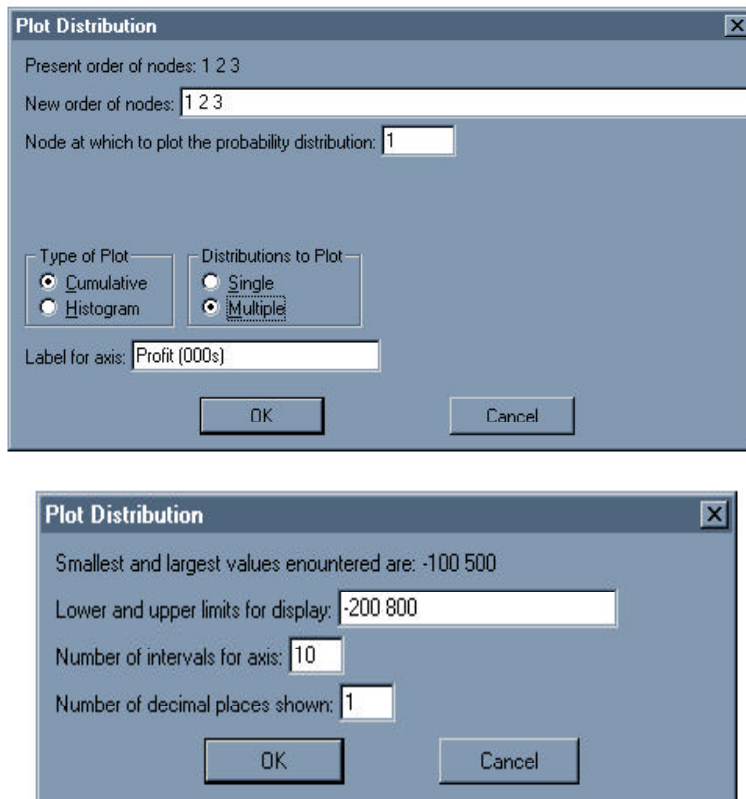 Plot Distribution
Present order of nodes: 1 2 3
New order of nodes: 1 2 3
Node at which to plot the probability distribution: 1
Type of Plot
Cumulative
Histogram
Distributions to Plot
Single
Multiple
Label for axis: Profit (000s)
OK Cancel
Plot Distribution
Smallest and largest values enountered are: -100 500
Lower and upper limits for display: -200 800
Number of intervals for axis: 10
Number of decimal places shown: 1
OK Cancel